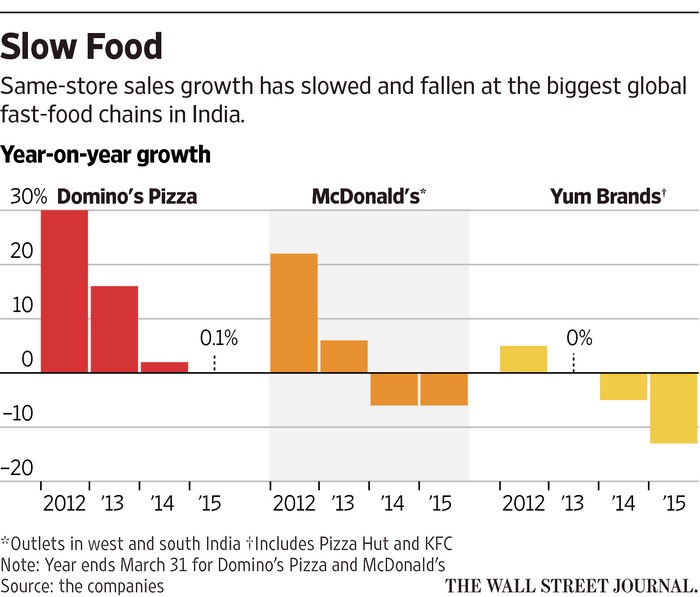 Slow Food
Same-store sales growth has slowed and fallen at the biggest global
fast-food chains in India.
Year-on-year growth
30% Domino’s Pizza McDonald’s* Yum Brands†
20
10
0.1% 0%
0
–10
–20
2012 ’13 ’14 ’15 2012 ’13 ’14 ’15 2012 ’13 ’14 ’15
*Outlets in west and south India †Includes Pizza Hut and KFC
Note: Year ends March 31 for Domino’s Pizza and McDonald’s
Source: the companies THE WALL STREET JOURNAL.